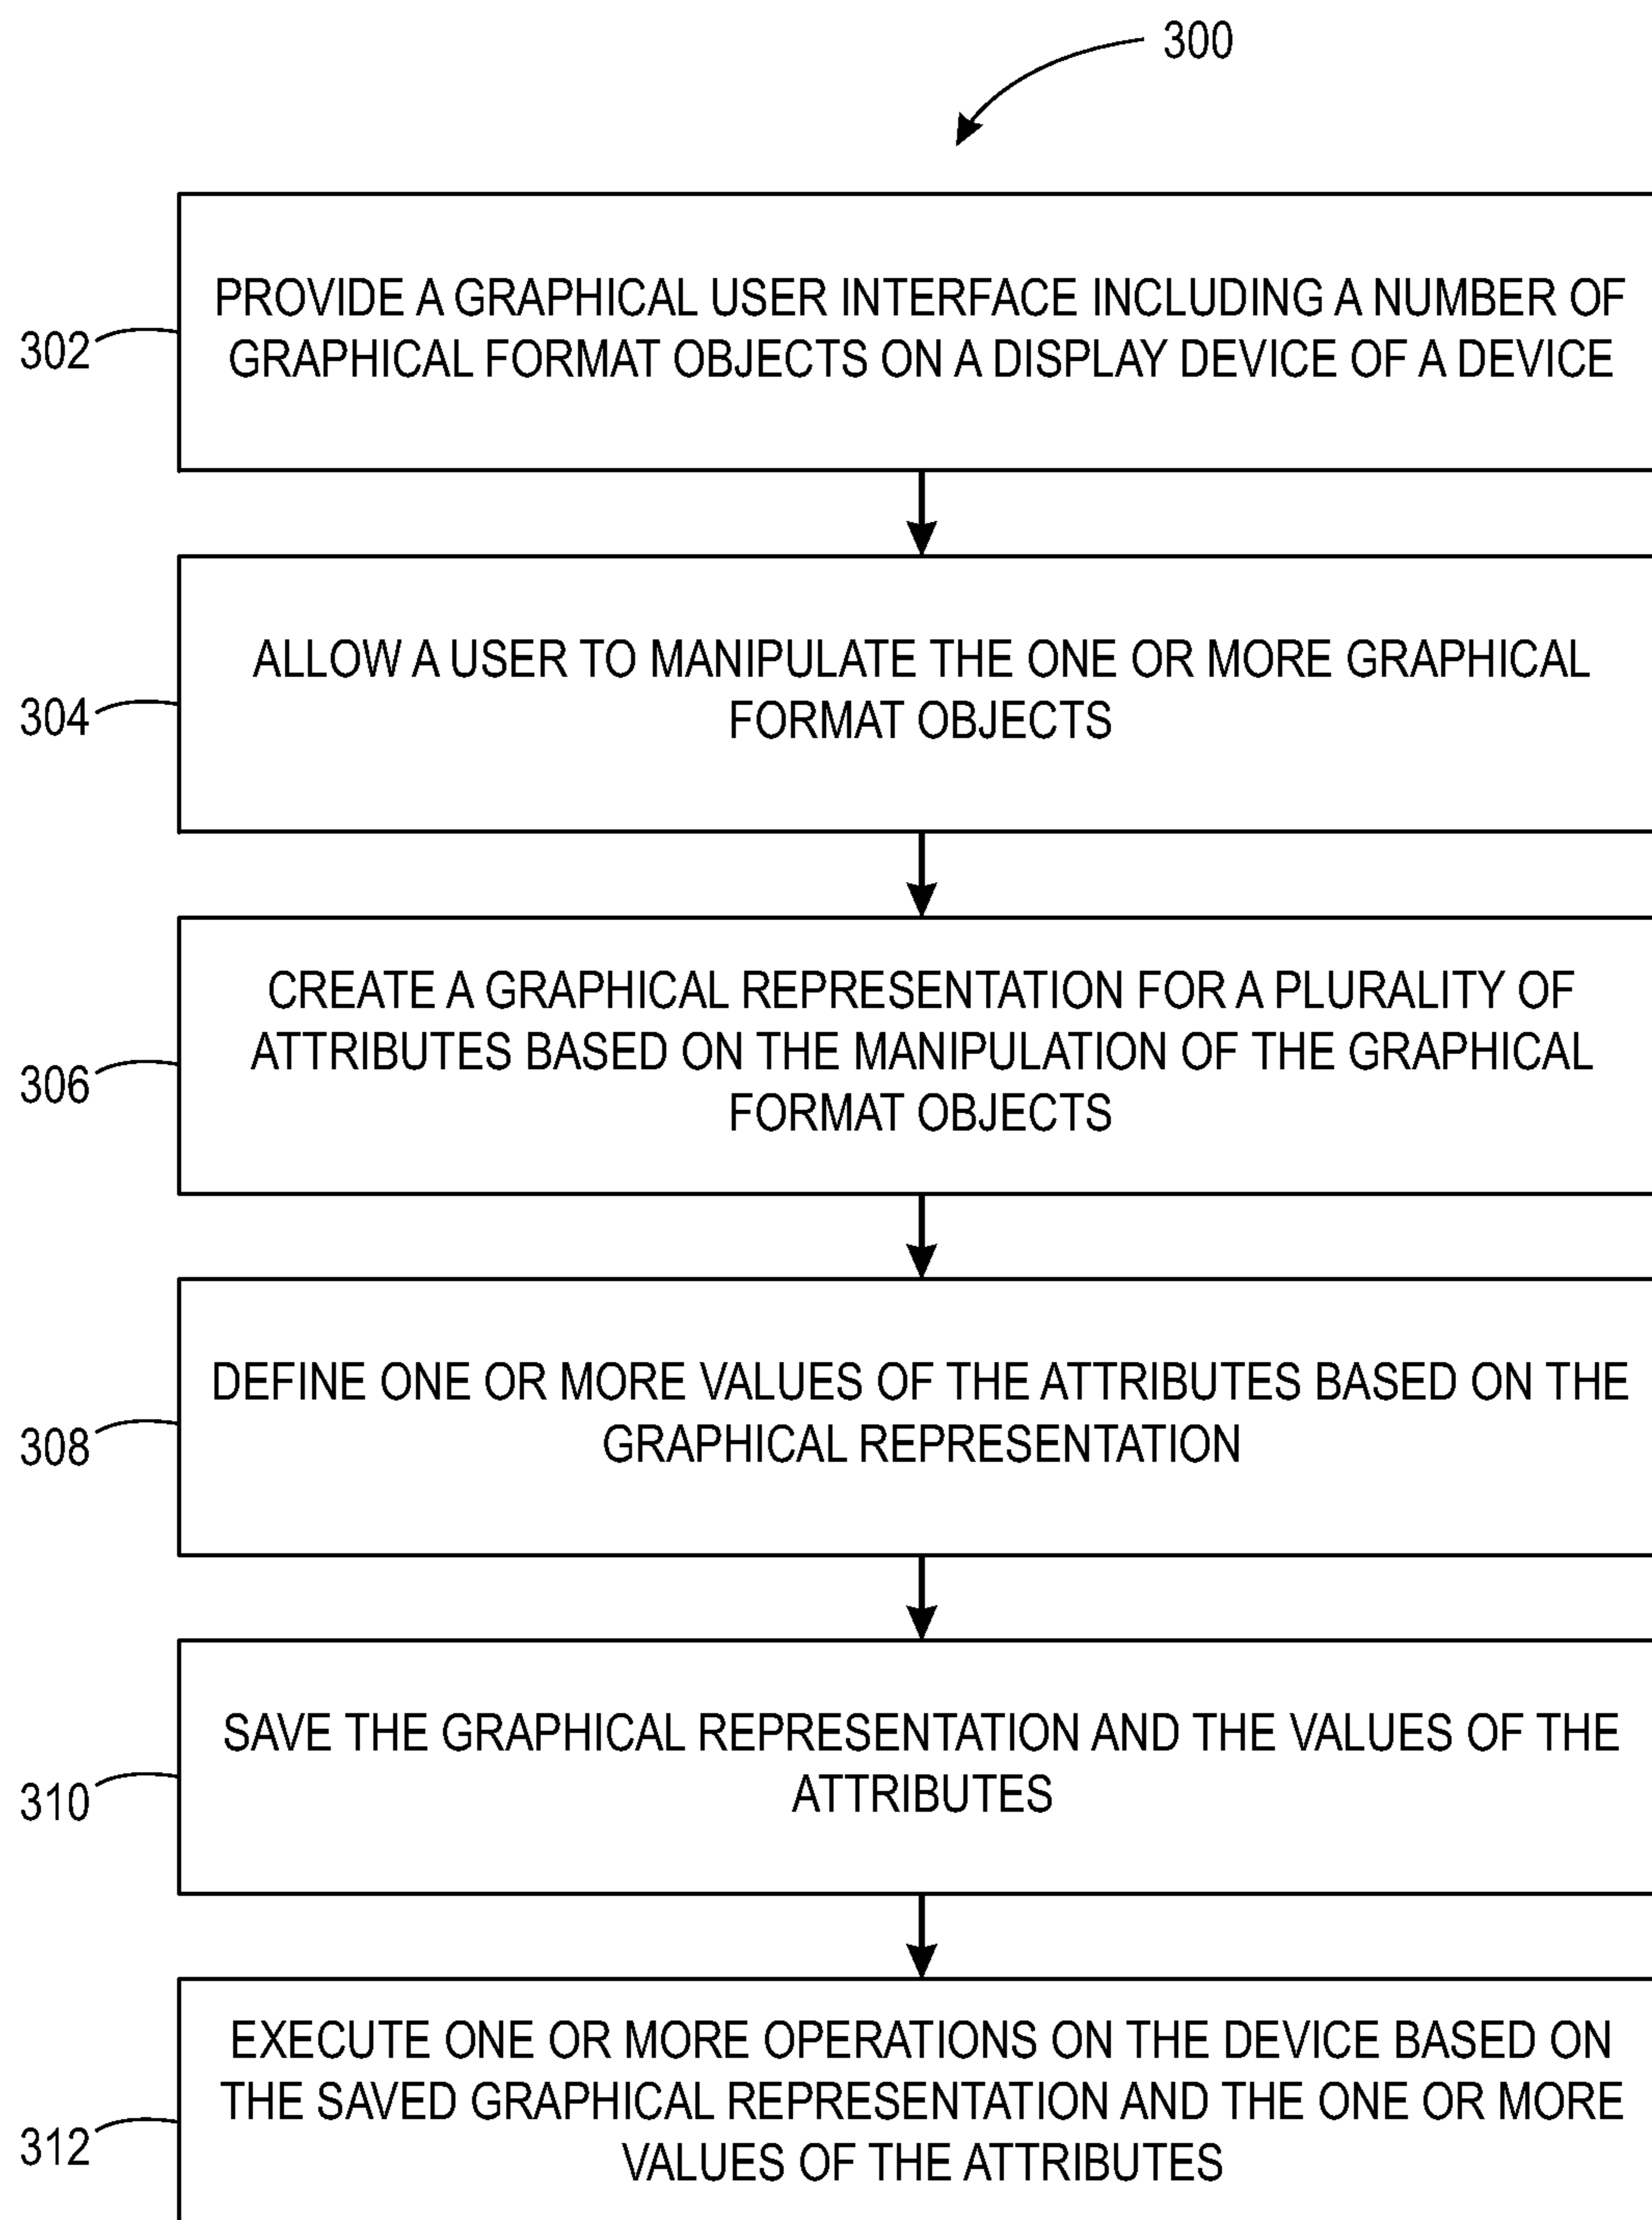 300
302
PROVIDE A GRAPHICAL USER INTERFACE INCLUDING A NUMBER OF
GRAPHICAL FORMAT OBJECTS ON A DISPLAY DEVICE OF A DEVICE
304
ALLOW A USER TO MANIPULATE THE ONE OR MORE GRAPHICAL
FORMAT OBJECTS
306
CREATE A GRAPHICAL REPRESENTATION FOR A PLURALITY OF
ATTRIBUTES BASED ON THE MANIPULATION OF THE GRAPHICAL
FORMAT OBJECTS
308
DEFINE ONE OR MORE VALUES OF THE ATTRIBUTES BASED ON THE
GRAPHICAL REPRESENTATION
310
SAVE THE GRAPHICAL REPRESENTATION AND THE VALUES OF THE
ATTRIBUTES
312
EXECUTE ONE OR MORE OPERATIONS ON THE DEVICE BASED ON
THE SAVED GRAPHICAL REPRESENTATION AND THE ONE OR MORE
VALUES OF THE ATTRIBUTES